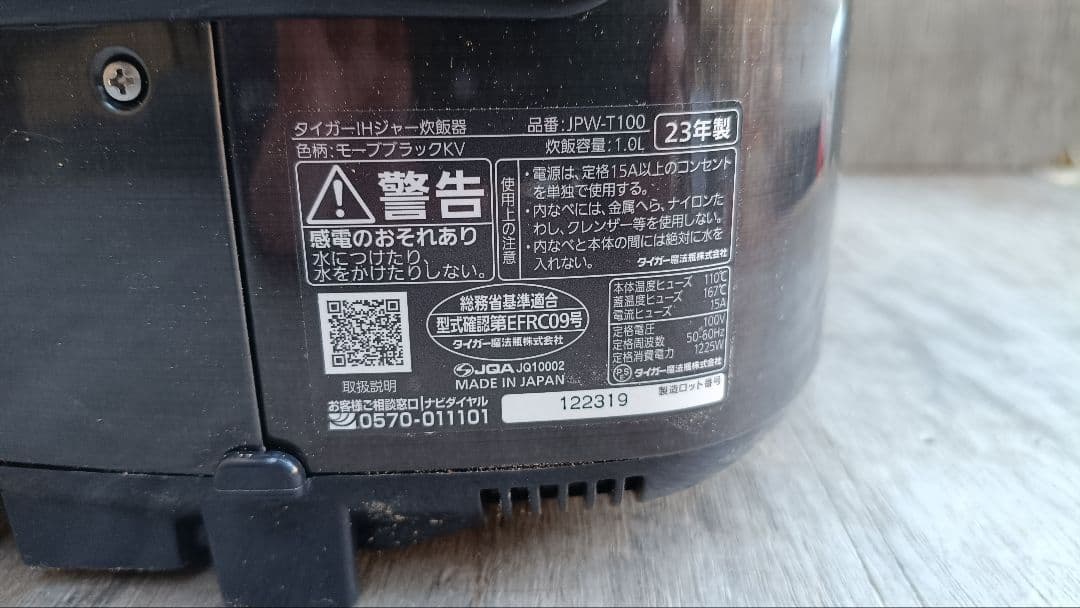 タイガーIHジャー炊飯器
品番:JPW-T100
色柄:モーブブラックKV
炊飯容量:1.0L
23年製
警告
感電のおそれあり
水につけたり、
水をかけたりしない。
使用上の注意
・電源は、定格15A以上のコンセント
を単独で使用する。
・内なべには、金属へら、ナイロンた
わし、クレンザー等を使用しない。
・内なべと本体の間には絶対に水を
入れない。
タイガー魔法瓶株式会社
取扱説明
総務省基準適合
型式確認第EFRC09号
タイガー魔法瓶株式会社
JQA JQ10002
MADE IN JAPAN
本体温度ヒューズ 110℃
蓋温度ヒューズ 167℃
電流ヒューズ 15A
定格電圧 100V
定格周波数 50-60Hz
定格消費電力 1225W
PS タイガー魔法瓶株式会社
お客様ご相談窓口 ナビダイヤル
0570-011101
製造ロット番号
122319